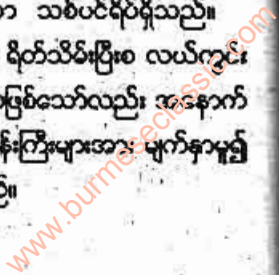 သစ်ပင်ရိပ်ရှိသည်။
ရိတ်သိမ်းပြီးစ လယ်ကွင်း
ဖြစ်သော်လည်း အနောက်
န်းကြီးများအား မျက်နှာမူ၍
ည်။
www.burmeseclassic.com